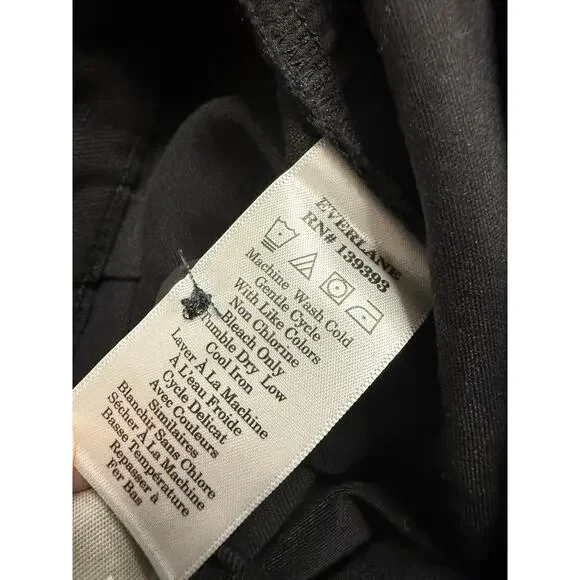 EVERLANE
RN# 139393
Machine Wash Cold
Gentle Cycle
With Like Colors
Non Chlorine
Bleach Only
Tumble Dry Low
Cool Iron
Layer À La Machine
À L'eau Froide
Cycle Delicat
Avec Couleurs
Similaires
Blanchir Sans Chlore
Sécher À La Machine
Basse Température
Repasser à
Fer Bas